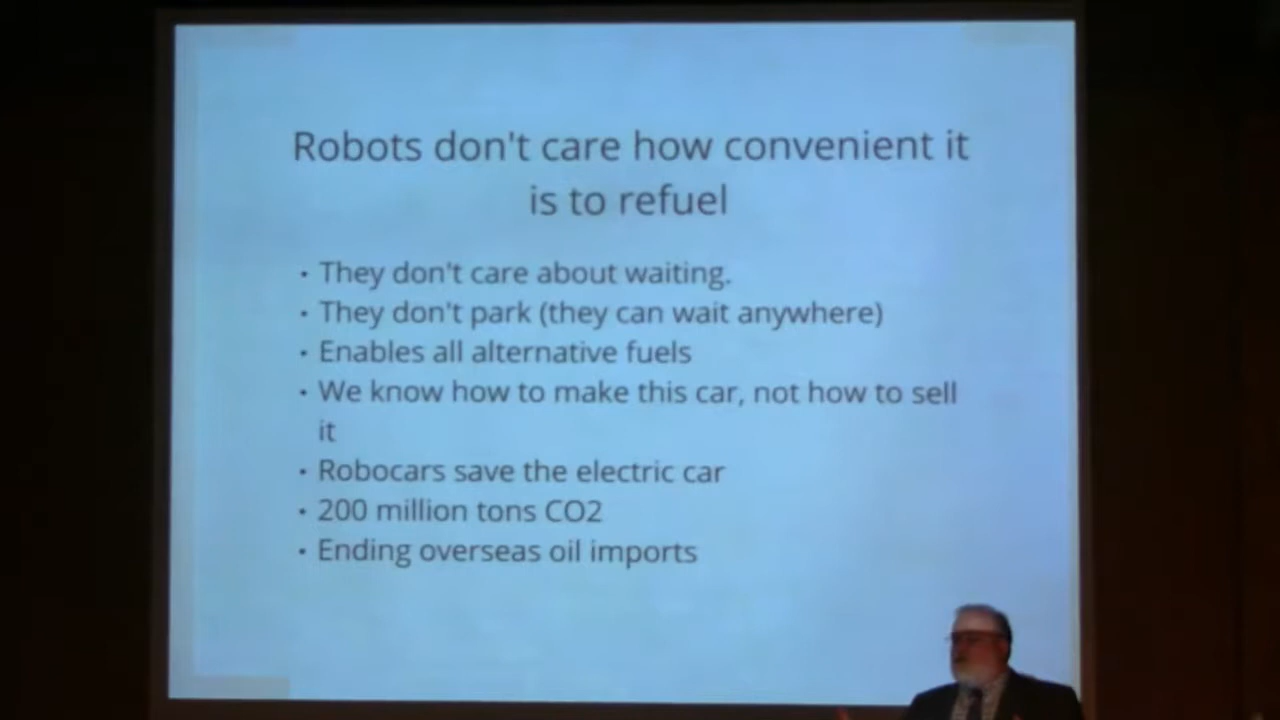 Robots don't care how convenient it
is to refuel
• They don't care about waiting.
• They don't park (they can wait anywhere)
• Enables all alternative fuels
• We know how to make this car, not how to sell
it
• Robocars save the electric car
• 200 million tons CO2
• Ending overseas oil imports